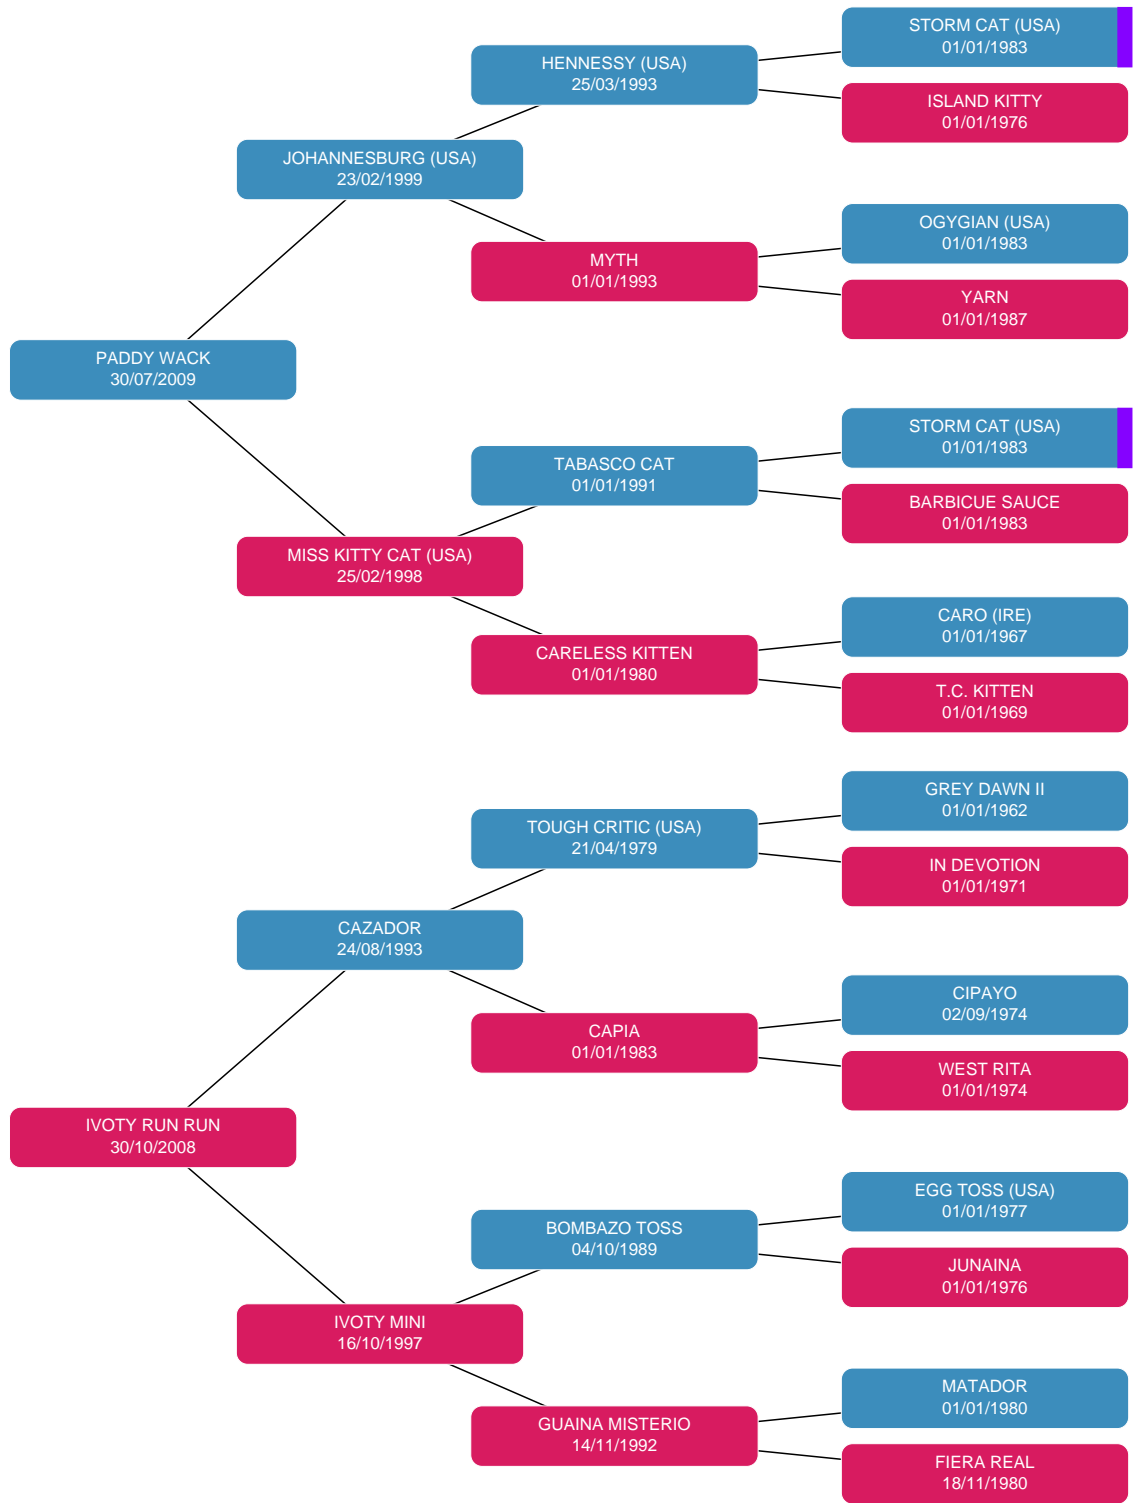 STORM CAT (USA)
01/01/1983
HENNESSY (USA)
25/03/1993
ISLAND KITTY
01/01/1976
JOHANNESBURG (USA)
23/02/1999
OGYGIAN (USA)
01/01/1983
MYTH
01/01/1993
YARN
01/01/1987
PADDY WACK
30/07/2009
STORM CAT (USA)
01/01/1983
TABASCO CAT
01/01/1991
BARBICUE SAUCE
01/01/1983
MISS KITTY CAT (USA)
25/02/1998
CARO (IRE)
01/01/1967
CARELESS KITTEN
01/01/1980
T.C. KITTEN
01/01/1969
GREY DAWN II
01/01/1962
TOUGH CRITIC (USA)
21/04/1979
IN DEVOTION
01/01/1971
CAZADOR
24/08/1993
CIPAYO
02/09/1974
CAPIA
01/01/1983
WEST RITA
01/01/1974
IVOTY RUN RUN
30/10/2008
EGG TOSS (USA)
01/01/1977
BOMBAZO TOSS
04/10/1989
JUNAINA
01/01/1976
IVOTY MINI
16/10/1997
MATADOR
01/01/1980
GUAINA MISTERIO
14/11/1992
FIERA REAL
18/11/1980